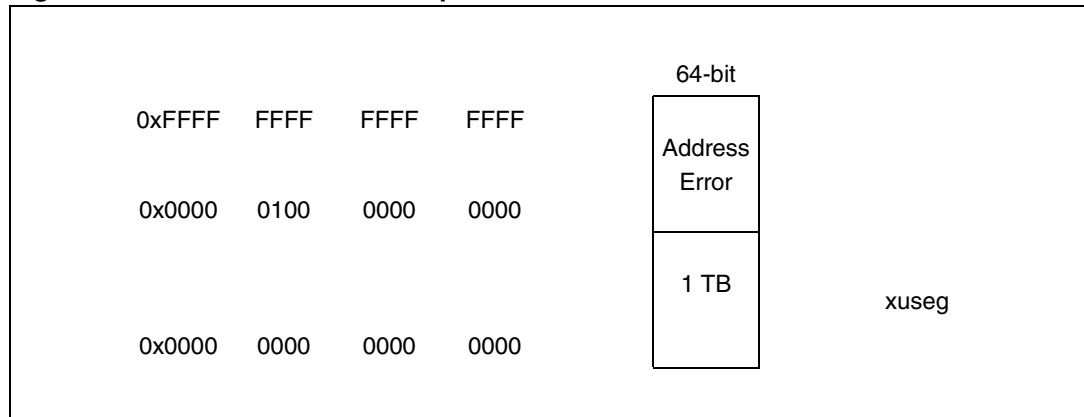 64-bit
0xFFFF FFFF FFFF FFFF
Address
Error
0x0000 0100 0000 0000
1 TB
xuseg
0x0000 0000 0000 0000